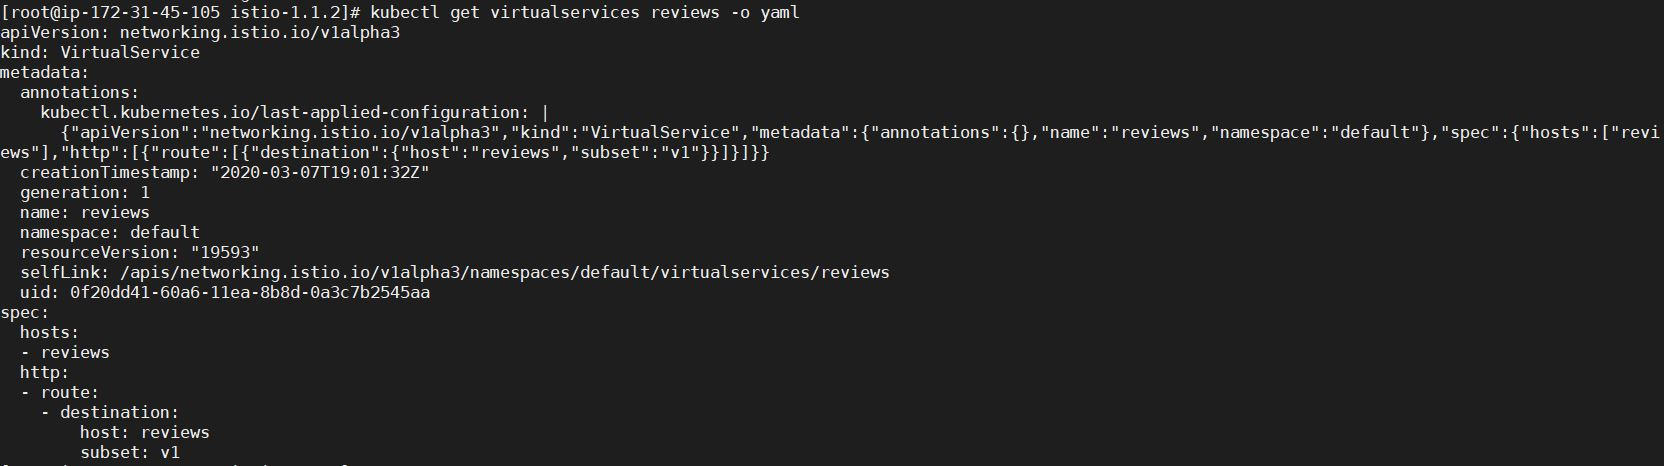 [root@ip-172-31-45-105 istio-1.1.2]# kubectl get virtualservices reviews -o yaml
apiVersion: networking.istio.io/v1alpha3
kind: VirtualService
metadata:
  annotations:
    kubectl.kubernetes.io/last-applied-configuration: |
      {"apiVersion":"networking.istio.io/v1alpha3","kind":"VirtualService","metadata":{"annotations":{},"name":"reviews","namespace":"default"},"spec":{"hosts":["revi
ews"],"http":[{"route":[{"destination":{"host":"reviews","subset":"v1"}}]}]}}
  creationTimestamp: "2020-03-07T19:01:32Z"
  generation: 1
  name: reviews
  namespace: default
  resourceVersion: "19593"
  selfLink: /apis/networking.istio.io/v1alpha3/namespaces/default/virtualservices/reviews
  uid: 0f20dd41-60a6-11ea-8b8d-0a3c7b2545aa
spec:
  hosts:
  - reviews
  http:
  - route:
    - destination:
        host: reviews
        subset: v1